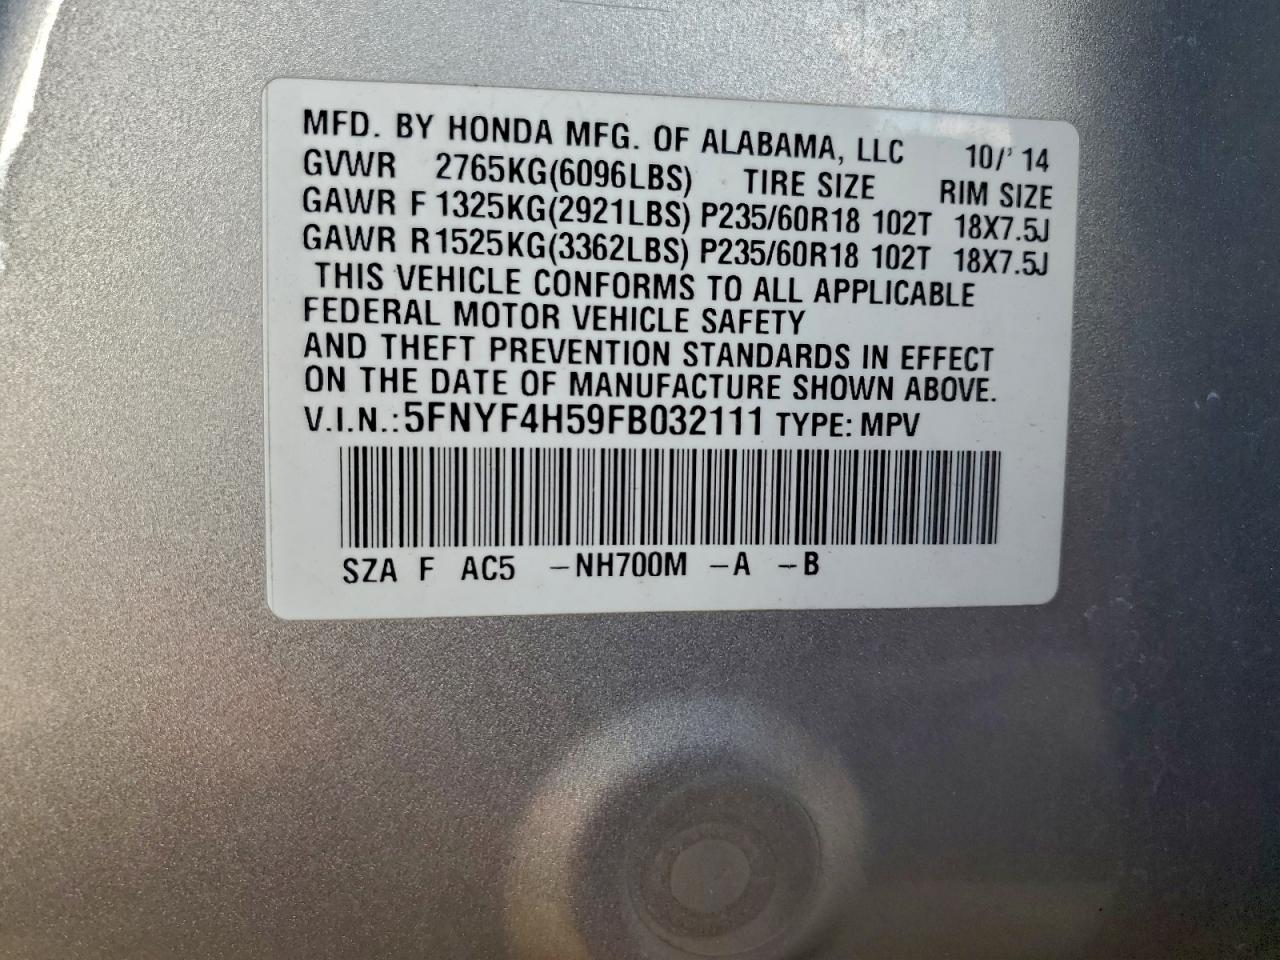 MFD. BY HONDA MFG. OF ALABAMA, LLC 10/' 14
GVWR 2765KG(6096LBS) TIRE SIZE RIM SIZE
GAWR F 1325KG(2921LBS) P235/60R18 102T 18X7.5J
GAWR R1525KG(3362LBS) P235/60R18 102T 18X7.5J
THIS VEHICLE CONFORMS TO ALL APPLICABLE
FEDERAL MOTOR VEHICLE SAFETY
AND THEFT PREVENTION STANDARDS IN EFFECT
ON THE DATE OF MANUFACTURE SHOWN ABOVE.
V.I.N.:5FNYF4H59FB032111 TYPE: MPV
SZA F AC5 -NH700M -A -B